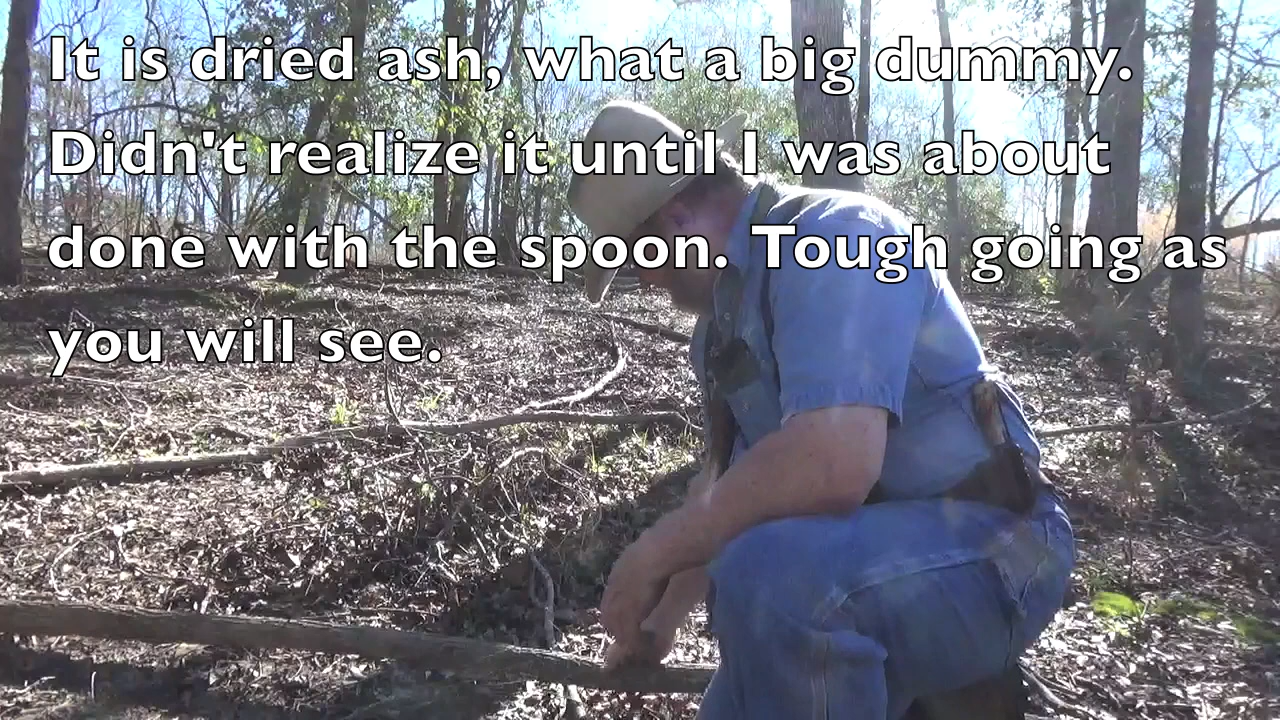 It is dried ash, what a big dummy.
Didn't realize it until I was about
done with the spoon. Tough going as
you will see.